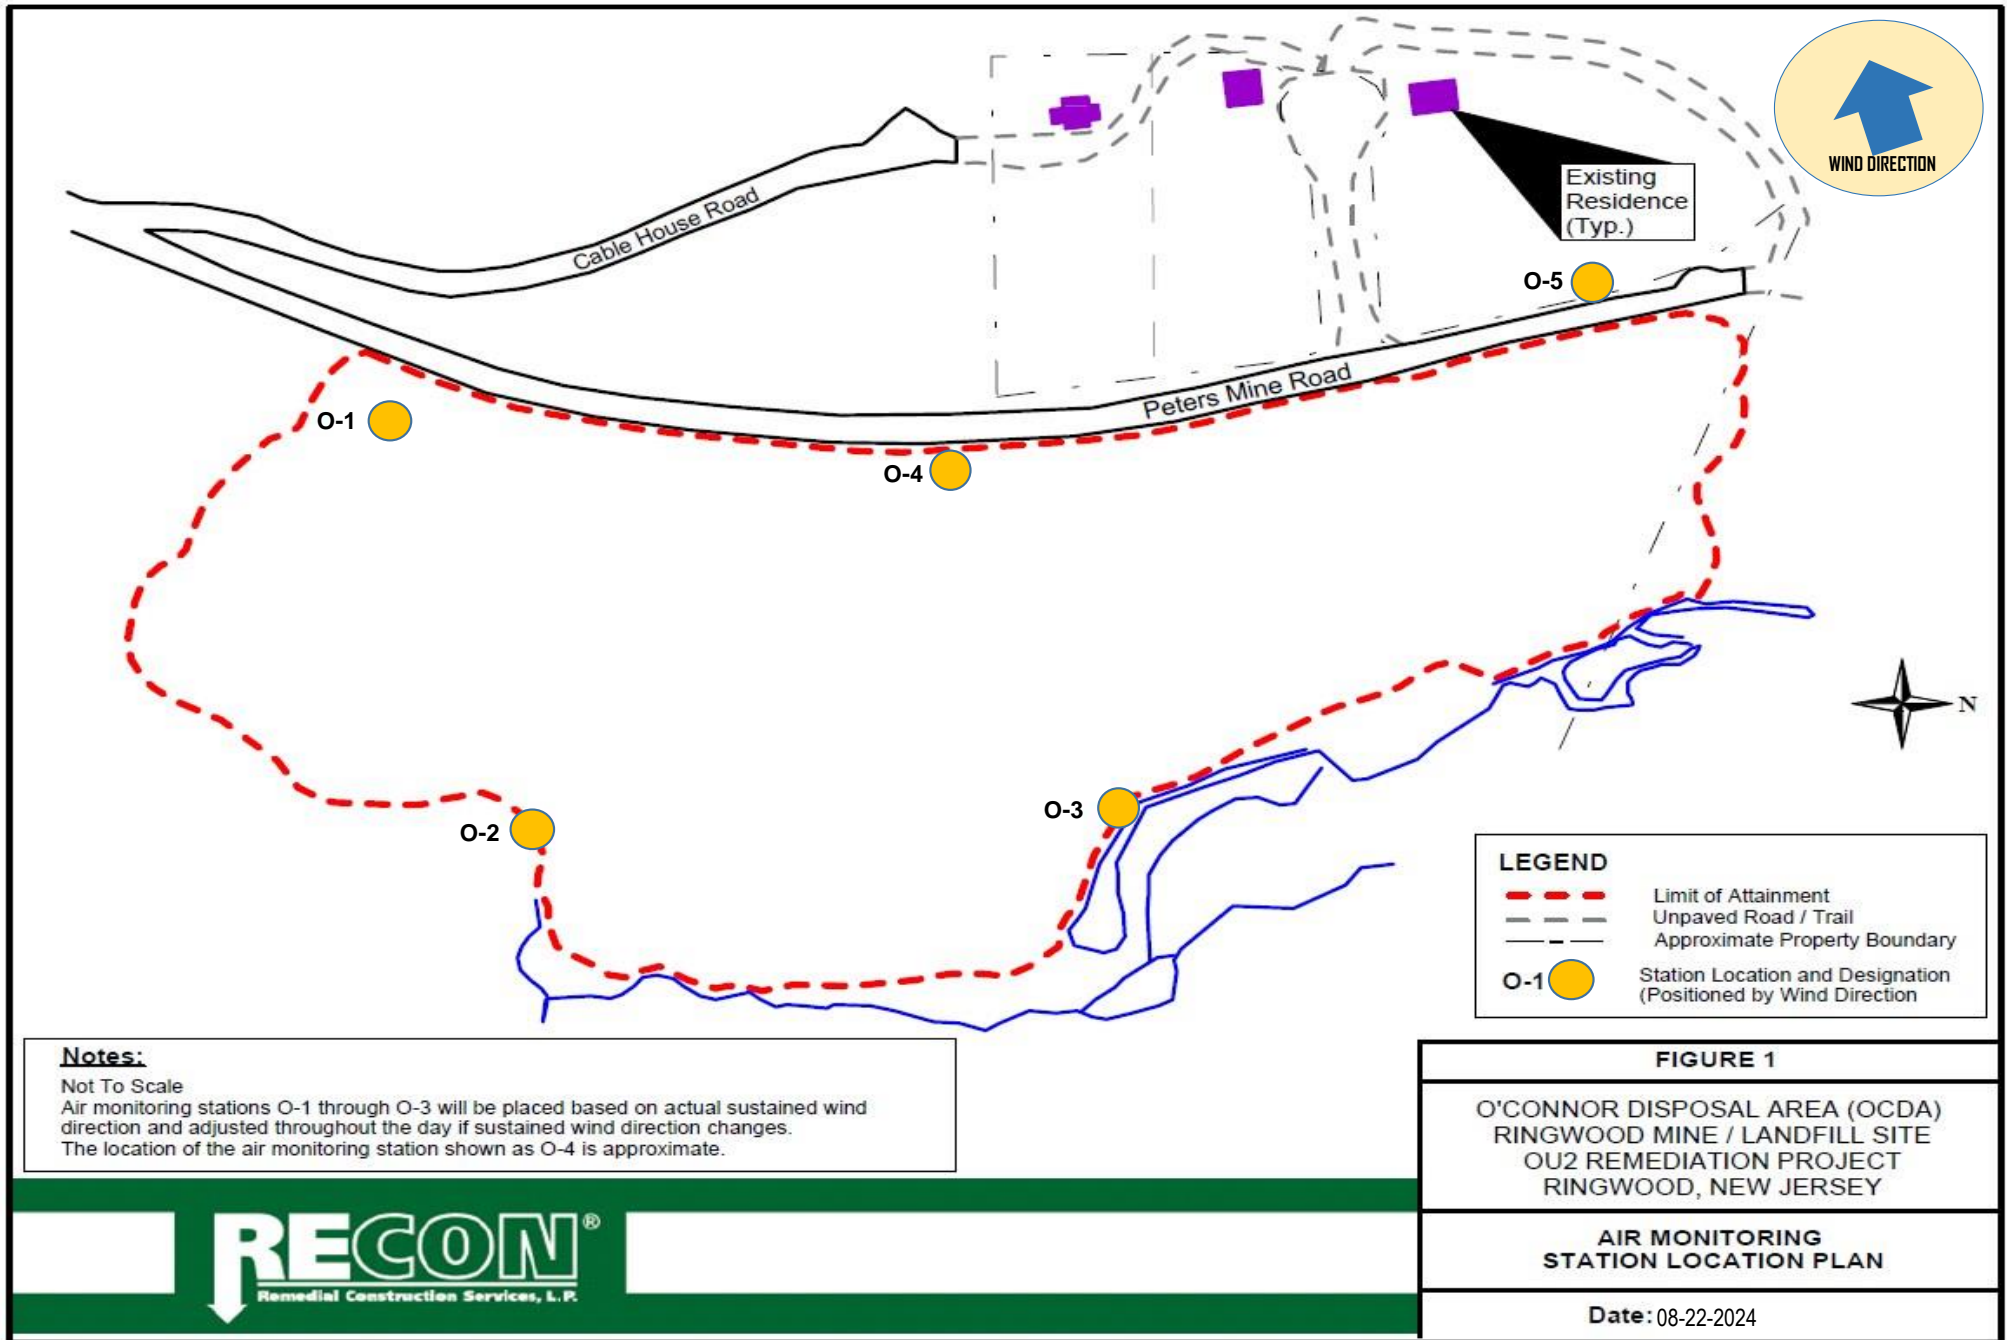 WIND DIRECTION
Existing
Residence
(Typ.)
Cable House Road
O-5
Peters Mine Road
O-1
O-4
N
O-3
O-2
LEGEND
Limit of Attainment
Unpaved Road / Trail
Approximate Property Boundary
O-1
Station Location and Designation
(Positioned by Wind Direction
Notes:
Not To Scale
Air monitoring stations O-1 through O-3 will be placed based on actual sustained wind
direction and adjusted throughout the day if sustained wind direction changes.
The location of the air monitoring station shown as O-4 is approximate.
FIGURE 1
O'CONNOR DISPOSAL AREA (OCDA)
RINGWOOD MINE / LANDFILL SITE
OU2 REMEDIATION PROJECT
RINGWOOD, NEW JERSEY
AIR MONITORING
STATION LOCATION PLAN
Date: 08-22-2024
RECON®
Remedial Construction Services, L.P.